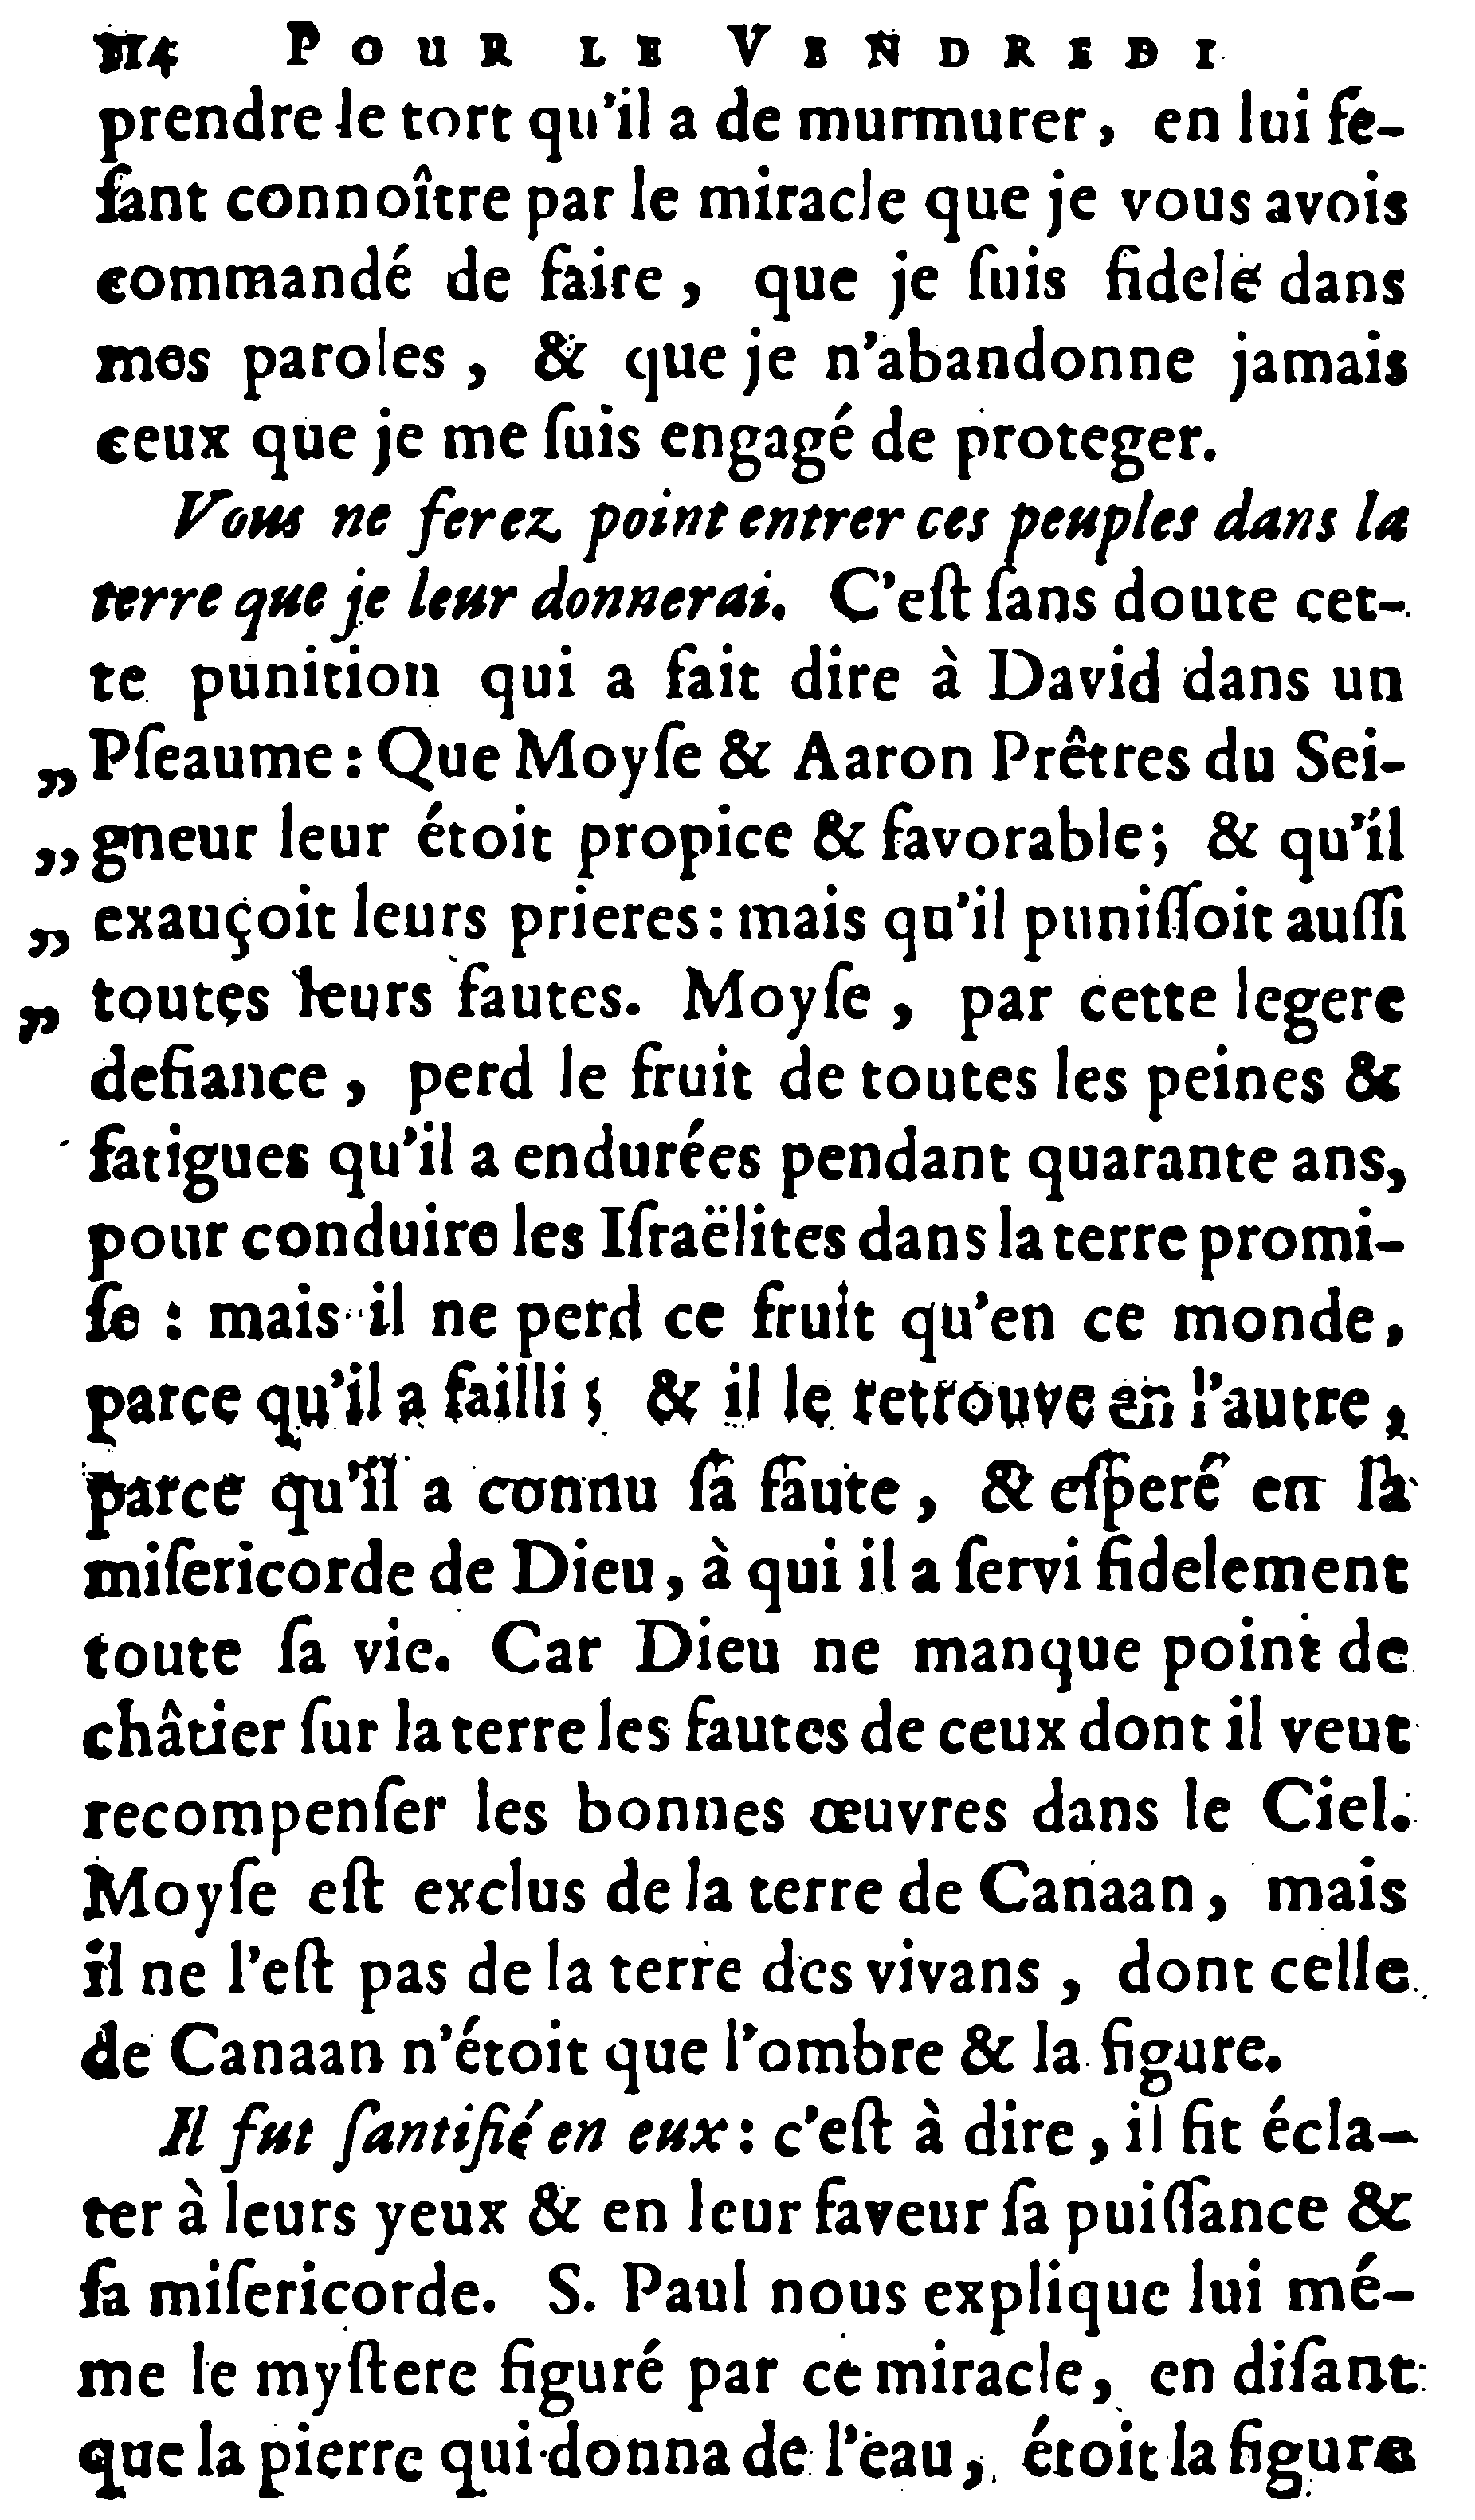 114 POUR LE VENDREDI
prendre le tort qu'il a de murmurer, en lui fe-
ſant connoître par le miracle que je vous avois
commandé de faire, que je ſuis fidele dans
mes paroles, & que je n'abandonne jamais
ceux que je me ſuis engagé de proteger.
Vous ne ferez point entrer ces peuples dans la
terre que je leur donnerai. C'eſt ſans doute cet-
te punition qui a fait dire à David dans un
„ Pſeaume : Que Moyſe & Aaron Prêtres du Sei-
„ gneur leur étoit propice & favorable; & qu'il
„ exauçoit leurs prieres : mais qu'il puniſſoit auſſi
„ toutes leurs fautes. Moyſe, par cette legere
defiance, perd le fruit de toutes les peines &
fatigues qu'il a endurées pendant quarante ans,
pour conduire les Iſraëlites dans la terre promi-
ſe : mais il ne perd ce fruit qu'en ce monde,
parce qu'il a failli ; & il le retrouve en l'autre,
parce qu'il a connu ſa faute, & eſperé en la
miſericorde de Dieu, à qui il a ſervi fidelement
toute ſa vie. Car Dieu ne manque point de
châtier ſur la terre les fautes de ceux dont il veut
recompenſer les bonnes œuvres dans le Ciel.
Moyſe eſt exclus de la terre de Canaan, mais
il ne l'eſt pas de la terre des vivans, dont celle
de Canaan n'étoit que l'ombre & la figure.
Il fut ſantifié en eux : c'eſt à dire, il fit écla-
ter à leurs yeux & en leur faveur ſa puiſſance &
ſa miſericorde. S. Paul nous explique lui mé-
me le myſtere figuré par ce miracle, en diſant
que la pierre qui donna de l'eau, étoit la figure